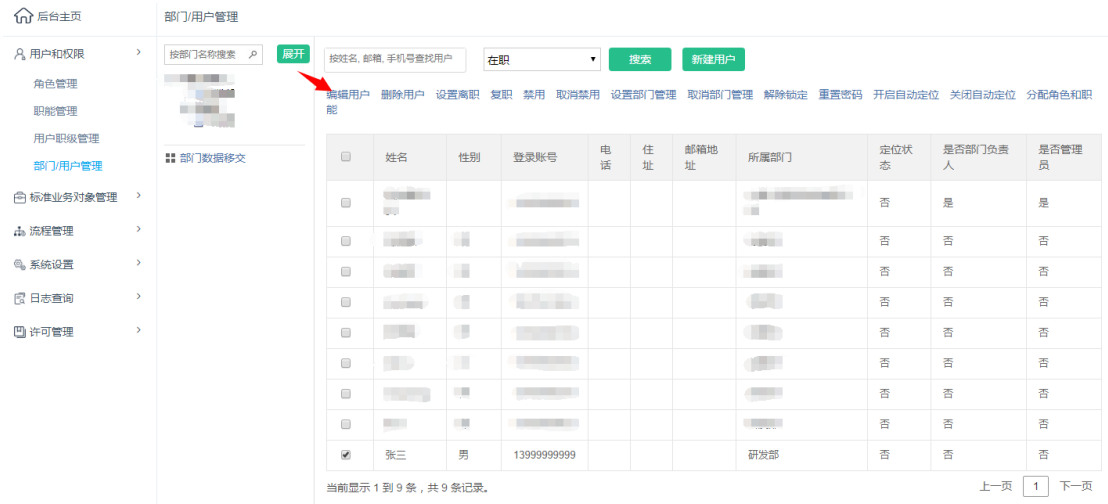 后台主页
部门/用户管理
用户和权限
角色管理
职能管理
用户职级管理
部门/用户管理
标准业务对象管理
流程管理
系统设置
日志查询
许可管理
按部门名称搜索
展开
部门数据移交
按姓名, 邮箱, 手机号查找用户
在职
搜索
新建用户
编辑用户 删除用户 设置离职 复职 禁用 取消禁用 设置部门管理 取消部门管理 解除锁定 重置密码 开启自动定位 关闭自动定位 分配角色和职
能
姓名 性别 登录账号 电话 住址 邮箱地址 所属部门 定位状态 是否部门负责人 是否管理员
否 是 是
否 否 否
否 否 否
否 否 否
否 否 否
否 否 否
否 否 否
否 否 否
张三 男 13999999999 研发部 否 否 否
当前显示 1 到 9 条，共 9 条记录。
上一页 1 下一页